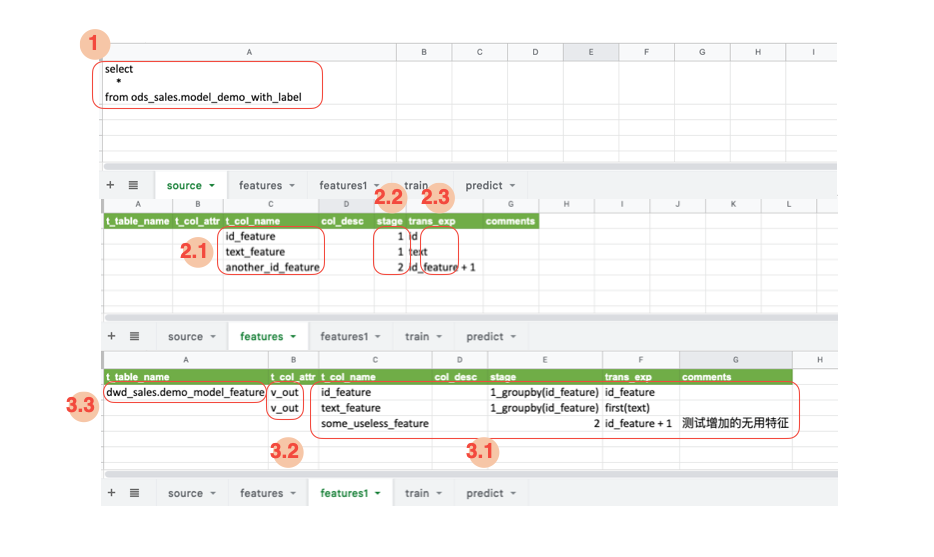 1
A B C D E F G H I
select
*
from ods_sales.model_demo_with_label
+ source features features1 train predict
2.2 2.3
A B C D G H I J K L
t_table_name t_col_attr t_col_name col_desc stage trans_exp comments
id_feature 1 id
2.1 text_feature 1 text
another_id_feature 2 id_feature + 1
+ source features features1 train predict
A B C D E F G H
t_table_name t_col_attr t_col_name col_desc stage trans_exp comments
dwd_sales.demo_model_feature v_out id_feature 1_groupby(id_feature) id_feature
3.3 v_out text_feature 1_groupby(id_feature) first(text)
some_useless_feature 2 id_feature + 1 测试增加的无用特征
3.2 3.1
+ source features features1 train predict